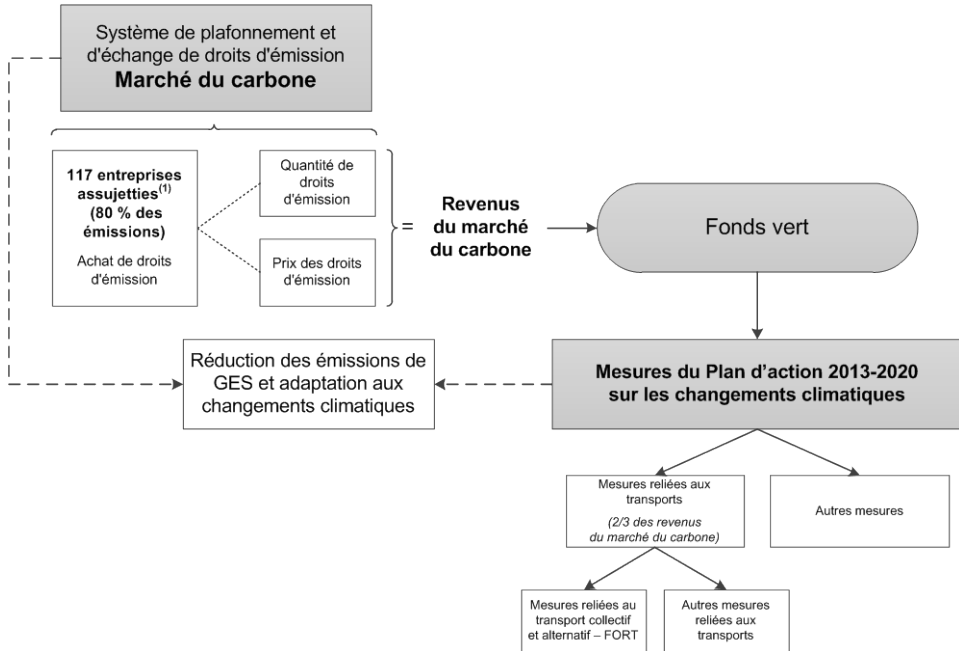 Système de plafonnement et
d'échange de droits d'émission
Marché du carbone
117 entreprises
assujetties(1)
(80 % des
émissions)
Achat de droits
d'émission
Quantité de
droits
d'émission
Prix des droits
d'émission
=
Revenus
du marché
du carbone
Fonds vert
Réduction des émissions de
GES et adaptation aux
changements climatiques
Mesures du Plan d'action 2013-2020
sur les changements climatiques
Mesures reliées aux
transports
(2/3 des revenus
du marché du carbone)
Autres mesures
Mesures reliées au
transport collectif
et alternatif – FORT
Autres mesures
reliées aux
transports